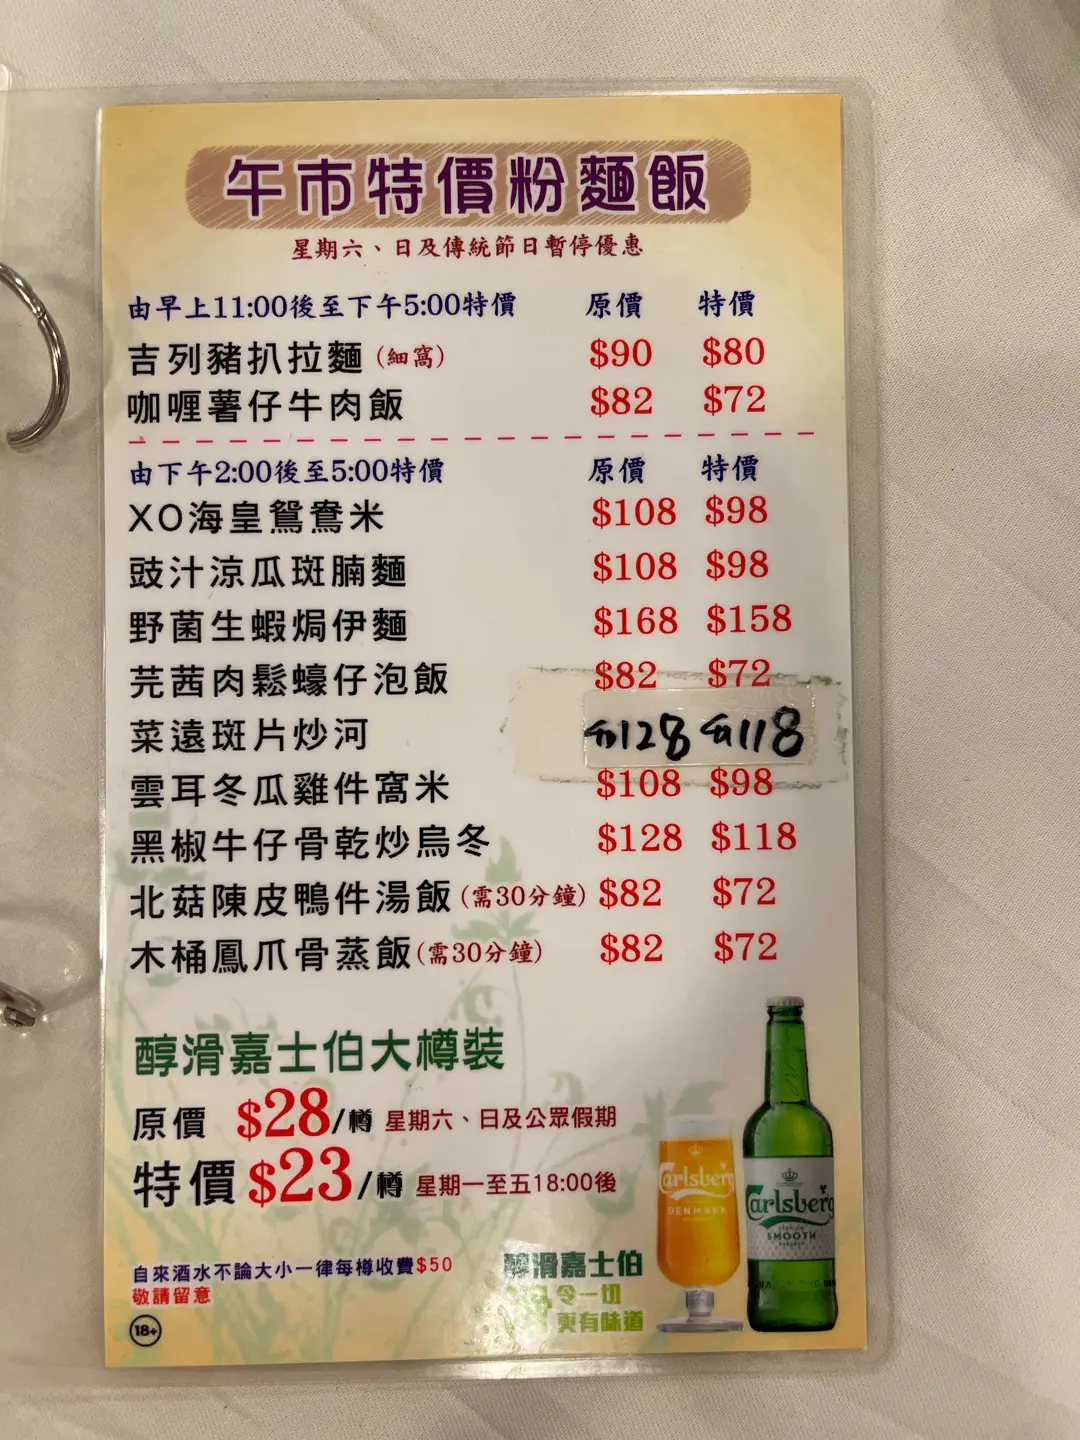 午市特價粉麵飯
星期六、日及傳統節日暫停優惠
由早上11:00後至下午5:00特價 原價 特價
吉列豬扒拉麵(細窩) $90 $80
咖喱薯仔牛肉飯 $82 $72
由下午2:00後至5:00特價 原價 特價
XO海皇鴛鴦米 $108 $98
豉汁涼瓜斑腩麵 $108 $98
野菌生蝦焗伊麵 $168 $158
芫茜肉鬆蠔仔泡飯 $82 $72
菜遠斑片炒河 $128 $118
雲耳冬瓜雞件窩米 $108 $98
黑椒牛仔骨乾炒烏冬 $128 $118
北菇陳皮鴨件湯飯(需30分鐘) $82 $72
木桶鳳爪骨蒸飯(需30分鐘) $82 $72
醇滑嘉士伯大樽裝
原價 $28/樽 星期六、日及公眾假期
特價 $23/樽 星期一至五18:00後
自來酒水不論大小一律每樽收費$50
敬請留意
18+
醇滑嘉士伯
令一切
更有味道
Carlsberg
DENMARK
Carlsberg
SMOOTH